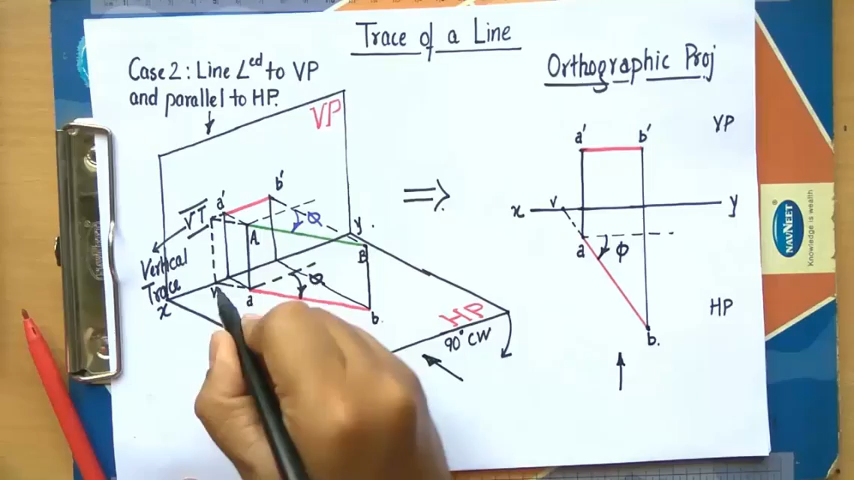 Trace of a Line
Case 2: Line ∠ed to VP
and parallel to HP.
Orthographic Proj
VP
VP
a' b'
a' b'
VT
A
ø
B
x y
v
x y
Vertical
Trace
v
a
ø
b.
a
ø
b.
HP
90° CW
HP
NAVNEET
Knowledge is wealth